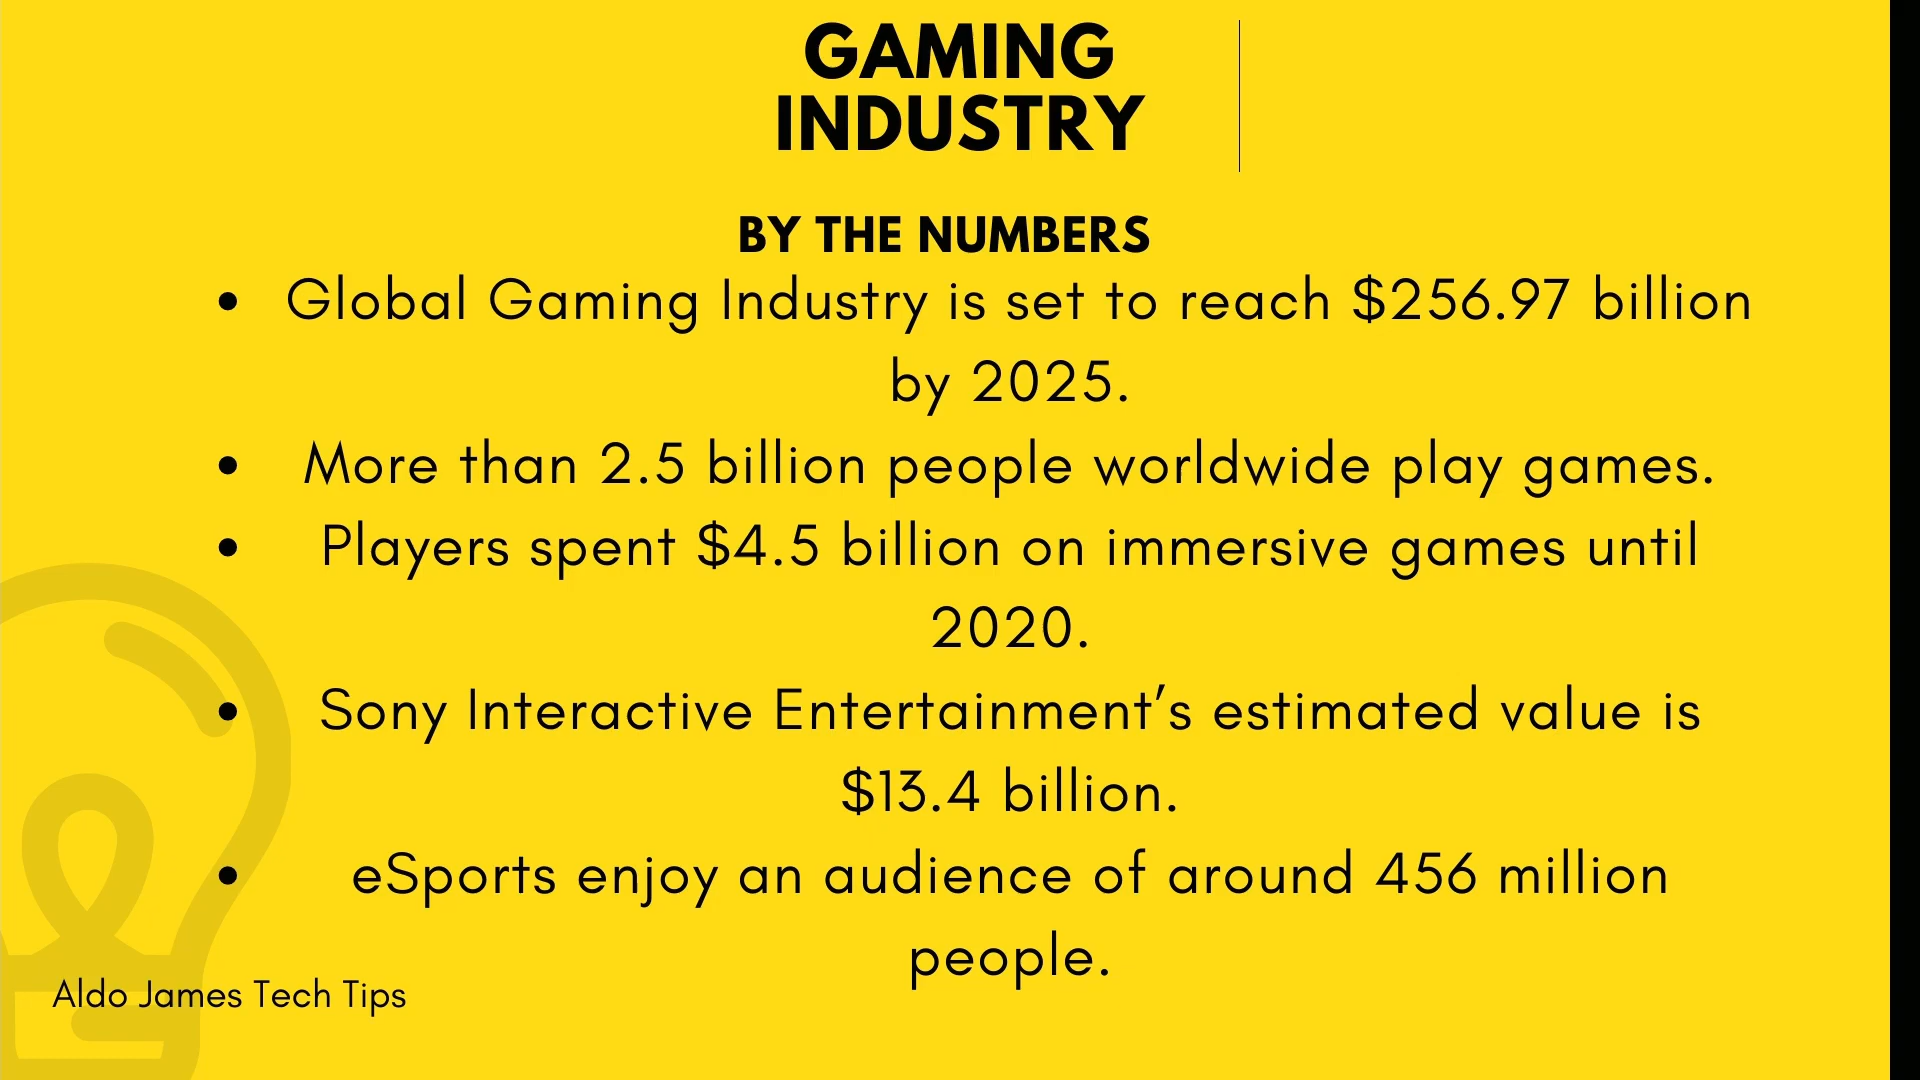 GAMING
INDUSTRY
BY THE NUMBERS
• Global Gaming Industry is set to reach $256.97 billion
by 2025.
• More than 2.5 billion people worldwide play games.
• Players spent $4.5 billion on immersive games until
2020.
• Sony Interactive Entertainment’s estimated value is
$13.4 billion.
• eSports enjoy an audience of around 456 million
people.
Aldo James Tech Tips